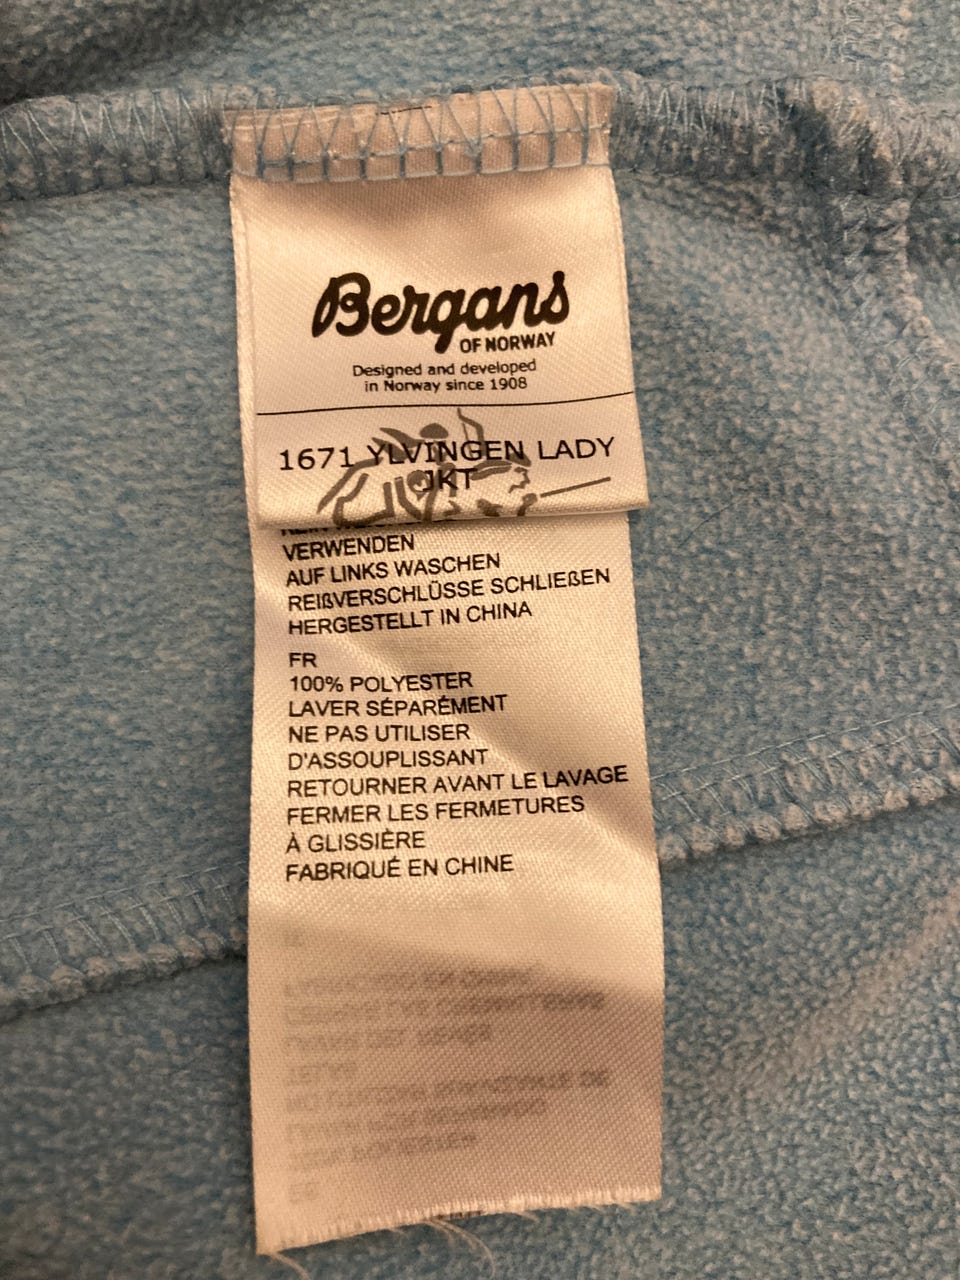 Bergans
OF NORWAY
Designed and developed
in Norway since 1908
1671 YLVINGEN LADY
JKT
VERWENDEN
AUF LINKS WASCHEN
REIßVERSCHLÜSSE SCHLIEßEN
HERGESTELLT IN CHINA
FR
100% POLYESTER
LAVER SÉPARÉMENT
NE PAS UTILISER
D'ASSOUPLISSANT
RETOURNER AVANT LE LAVAGE
FERMER LES FERMETURES
À GLISSIÈRE
FABRIQUÉ EN CHINE